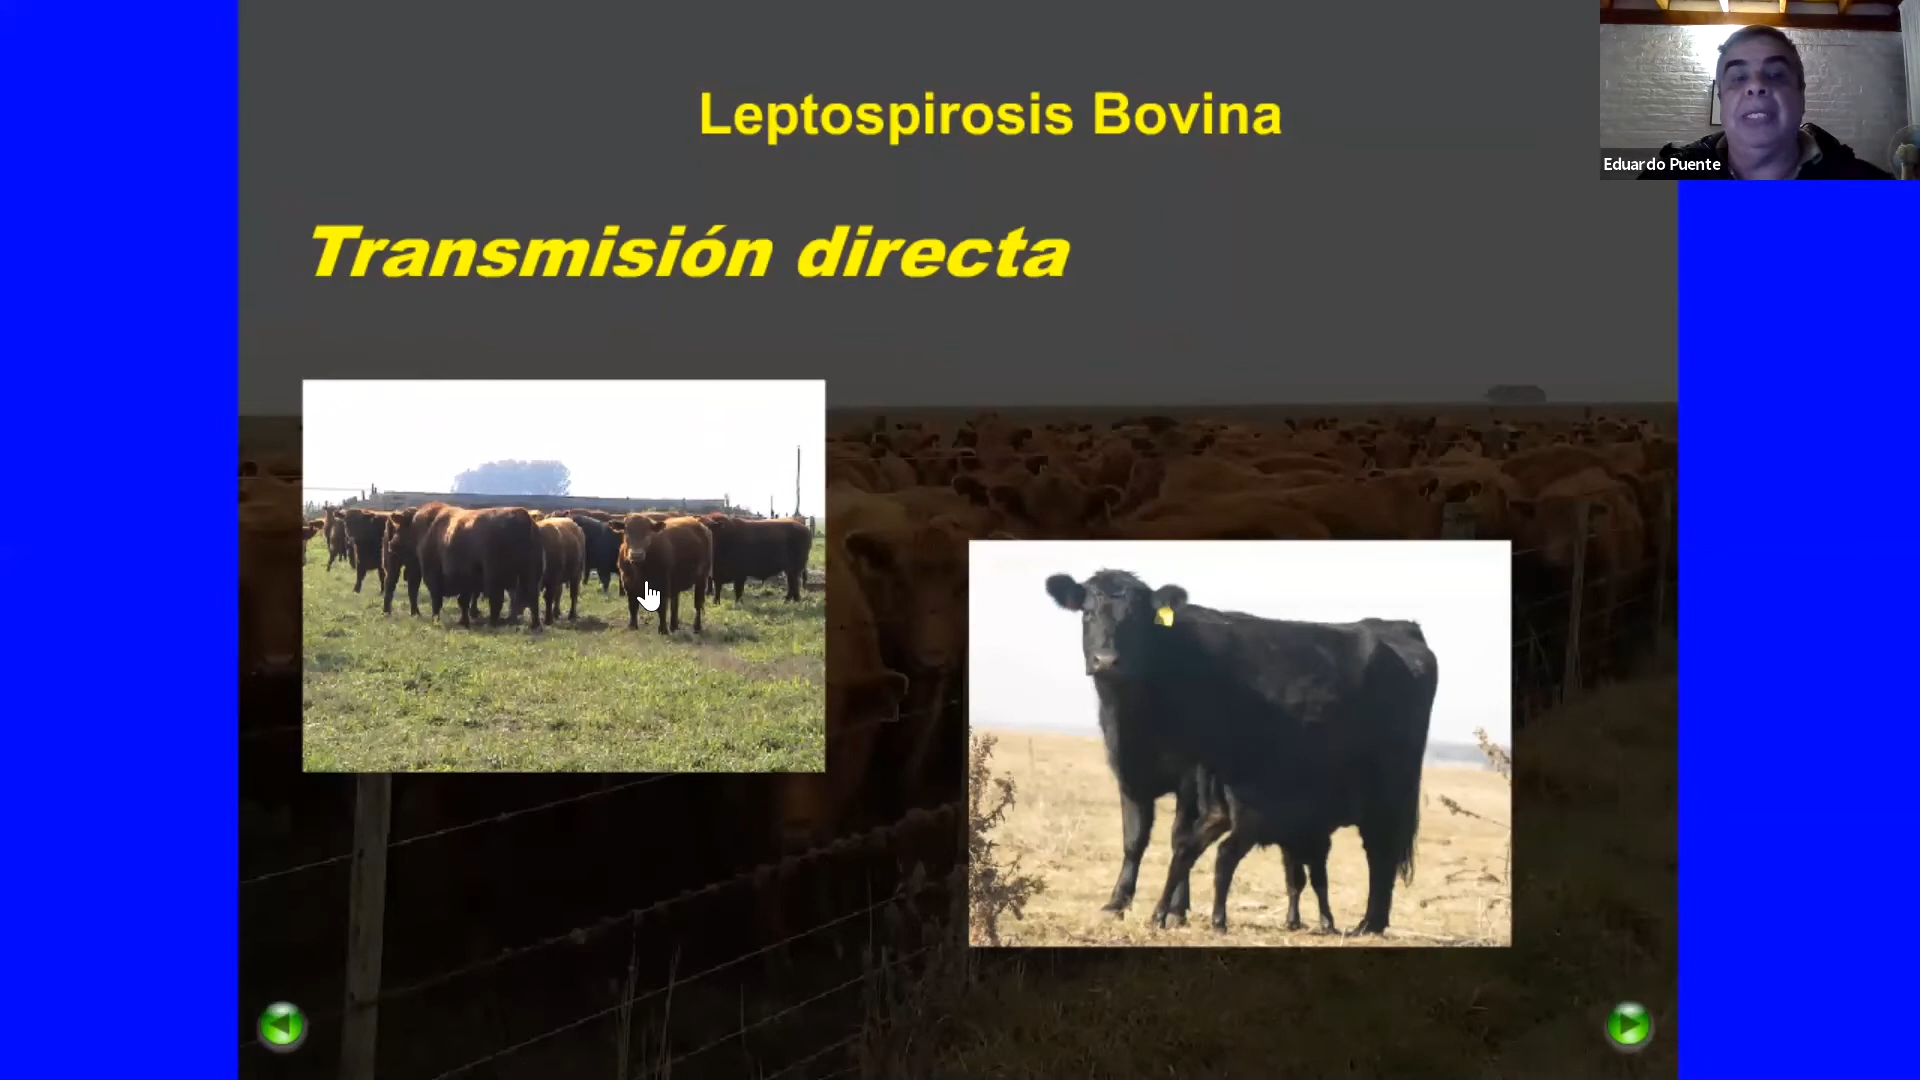 Leptospirosis Bovina
Eduardo Puente
Transmisión directa